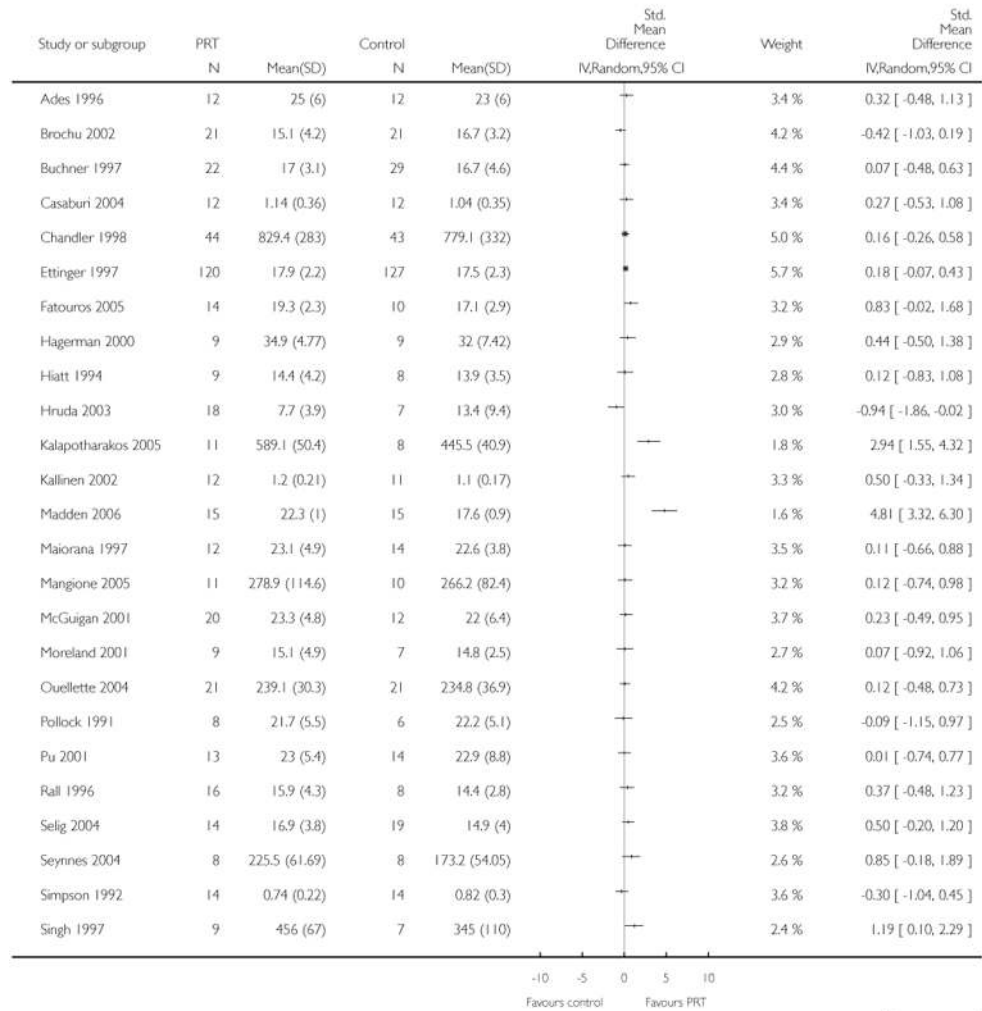 Std. Mean Difference Std. Mean Difference
Study or subgroup PRT Control Weight
N Mean(SD) N Mean(SD) IV,Random,95% CI IV,Random,95% CI
Ades 1996 12 25 (6) 12 23 (6) 3.4 % 0.32 [ -0.48, 1.13 ]
Brochu 2002 21 15.1 (4.2) 21 16.7 (3.2) 4.2 % -0.42 [ -1.03, 0.19 ]
Buchner 1997 22 17 (3.1) 29 16.7 (4.6) 4.4 % 0.07 [ -0.48, 0.63 ]
Casaburi 2004 12 1.14 (0.36) 12 1.04 (0.35) 3.4 % 0.27 [ -0.53, 1.08 ]
Chandler 1998 44 829.4 (283) 43 779.1 (332) 5.0 % 0.16 [ -0.26, 0.58 ]
Ettinger 1997 120 17.9 (2.2) 127 17.5 (2.3) 5.7 % 0.18 [ -0.07, 0.43 ]
Fatouros 2005 14 19.3 (2.3) 10 17.1 (2.9) 3.2 % 0.83 [ -0.02, 1.68 ]
Hagerman 2000 9 34.9 (4.77) 9 32 (7.42) 2.9 % 0.44 [ -0.50, 1.38 ]
Hiatt 1994 9 14.4 (4.2) 8 13.9 (3.5) 2.8 % 0.12 [ -0.83, 1.08 ]
Hruda 2003 18 7.7 (3.9) 7 13.4 (9.4) 3.0 % -0.94 [ -1.86, -0.02 ]
Kalapotharakos 2005 11 589.1 (50.4) 8 445.5 (40.9) 1.8 % 2.94 [ 1.55, 4.32 ]
Kallinen 2002 12 1.2 (0.21) 11 1.1 (0.17) 3.3 % 0.50 [ -0.33, 1.34 ]
Madden 2006 15 22.3 (1) 15 17.6 (0.9) 1.6 % 4.81 [ 3.32, 6.30 ]
Maiorana 1997 12 23.1 (4.9) 14 22.6 (3.8) 3.5 % 0.11 [ -0.66, 0.88 ]
Mangione 2005 11 278.9 (114.6) 10 266.2 (82.4) 3.2 % 0.12 [ -0.74, 0.98 ]
McGuigan 2001 20 23.3 (4.8) 12 22 (6.4) 3.7 % 0.23 [ -0.49, 0.95 ]
Moreland 2001 9 15.1 (4.9) 7 14.8 (2.5) 2.7 % 0.07 [ -0.92, 1.06 ]
Ouellette 2004 21 239.1 (30.3) 21 234.8 (36.9) 4.2 % 0.12 [ -0.48, 0.73 ]
Pollock 1991 8 21.7 (5.5) 6 22.2 (5.1) 2.5 % -0.09 [ -1.15, 0.97 ]
Pu 2001 13 23 (5.4) 14 22.9 (8.8) 3.6 % 0.01 [ -0.74, 0.77 ]
Rall 1996 16 15.9 (4.3) 8 14.4 (2.8) 3.2 % 0.37 [ -0.48, 1.23 ]
Selig 2004 14 16.9 (3.8) 19 14.9 (4) 3.8 % 0.50 [ -0.20, 1.20 ]
Seynnes 2004 8 225.5 (61.69) 8 173.2 (54.05) 2.6 % 0.85 [ -0.18, 1.89 ]
Simpson 1992 14 0.74 (0.22) 14 0.82 (0.3) 3.6 % -0.30 [ -1.04, 0.45 ]
Singh 1997 9 456 (67) 7 345 (110) 2.4 % 1.19 [ 0.10, 2.29 ]
-10 -5 0 5 10
Favours control Favours PRT